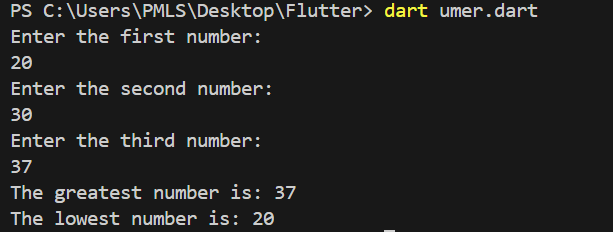 PS C:\Users\PMLS\Desktop\Flutter> dart umer.dart
Enter the first number:
20
Enter the second number:
30
Enter the third number:
37
The greatest number is: 37
The lowest number is: 20